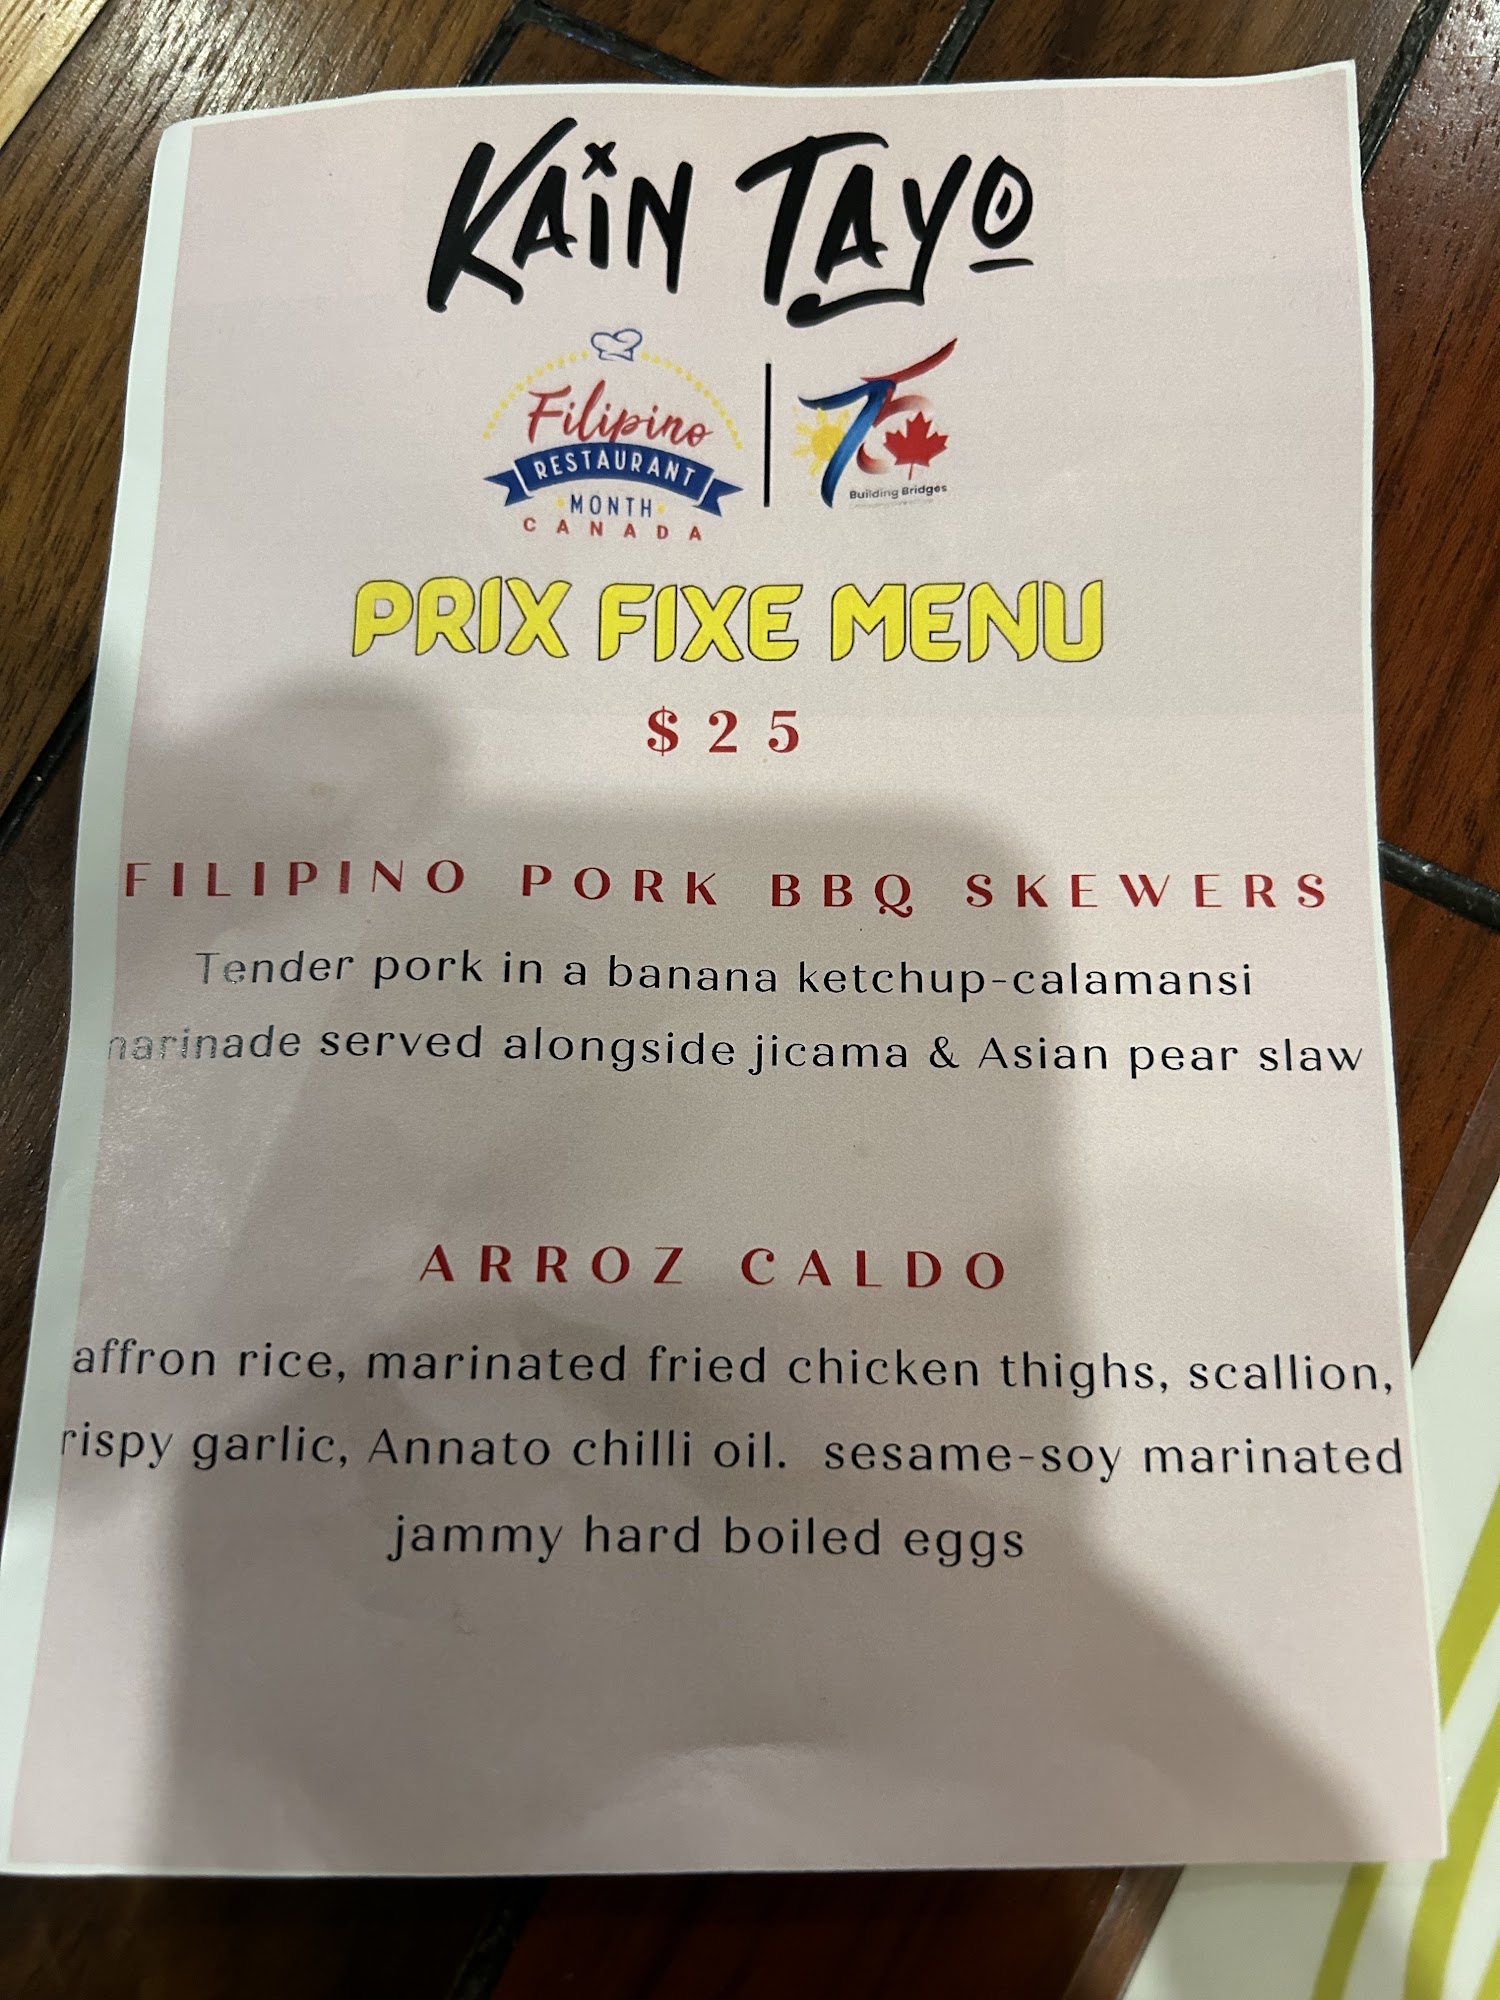 KAIN TAYO
Filipino
RESTAURANT
MONTH
CANADA
75
Building Bridges
PRIX FIXE MENU
$25
FILIPINO PORK BBQ SKEWERS
Tender pork in a banana ketchup-calamansi
marinade served alongside jicama & Asian pear slaw
ARROZ CALDO
affron rice, marinated fried chicken thighs, scallion,
rispy garlic, Annato chilli oil. sesame-soy marinated
jammy hard boiled eggs